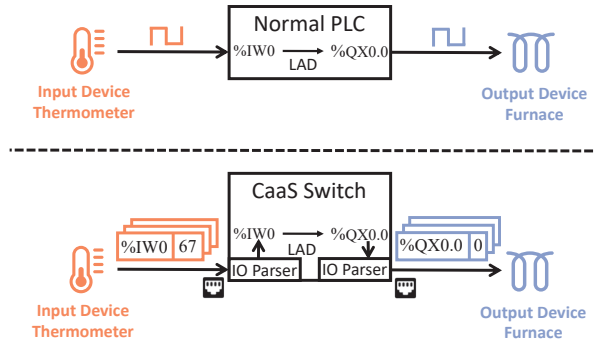 Normal PLC
%IW0
%QX0.0
LAD
Input Device
Thermometer
Output Device
Furnace
CaaS Switch
%IW0 67
%IW0
%QX0.0
LAD
%QX0.0 0
IO Parser
IO Parser
Input Device
Thermometer
Output Device
Furnace